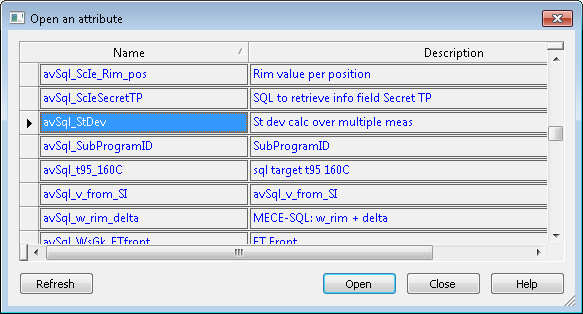 Open an attribute
Name Description
avSql_ScIe_Rim_pos Rim value per position
avSql_ScIeSecretTP SQL to retrieve info field Secret TP
avSql_StDev St dev calc over multiple meas
avSql_SubProgramID SubProgramID
avSql_t95_160C sql target t95 160C
avSql_v_from_SI avSql_v_from_SI
avSql_w_rim_delta MECE-SQL: w_rim + delta
avSql_WsGk_FTfront FT Front
Refresh Open Close Help